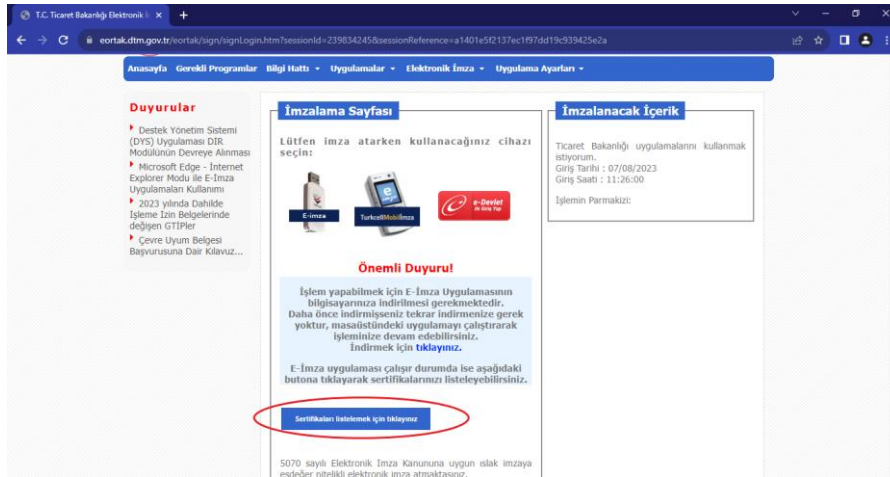 T.C. Ticaret Bakanlığı Elektronik İ
eortak.dtm.gov.tr/eortak/sign/signLogin.htm?sessionId=239834245&sessionReference=a1401e5f2137ec1f97dd19c939425e2a
Anasayfa Gerekli Programlar Bilgi Hattı Uygulamalar Elektronik İmza Uygulama Ayarları
Duyurular
Destek Yönetim Sistemi
(DYS) Uygulaması DİR
Modülünün Devreye Alınması
Microsoft Edge - İnternet
Explorer Modu ile E-İmza
Uygulamaları Kullanımı
2023 yılında Dahilde
İşleme İzin Belgelerinde
değişen GTİPler
Çevre Uyum Belgesi
Başvurusuna Dair Kılavuz...
İmzalama Sayfası
Lütfen imza atarken kullanacağınız cihazı
seçin:
E-imza
TurkcellMobilİmza
e-Devlet
ile Giriş Yap
Önemli Duyuru!
İşlem yapabilmek için E-İmza Uygulamasının
bilgisayarınıza indirilmesi gerekmektedir.
Daha önce indirmişseniz tekrar indirmenize gerek
yoktur, masaüstündeki uygulamayı çalıştırarak
işleminize devam edebilirsiniz.
İndirmek için tıklayınız.
E-İmza uygulaması çalışır durumda ise aşağıdaki
butona tıklayarak sertifikalarınızı listeleyebilirsiniz.
Sertifikaları listelemek için tıklayınız
5070 sayılı Elektronik İmza Kanununa uygun ıslak imzaya
eşdeğer nitelikli elektronik imza atmaktasınız.
İmzalanacak İçerik
Ticaret Bakanlığı uygulamalarını kullanmak
istiyorum.
Giriş Tarihi : 07/08/2023
Giriş Saati : 11:26:00
İşlemin Parmakizi: